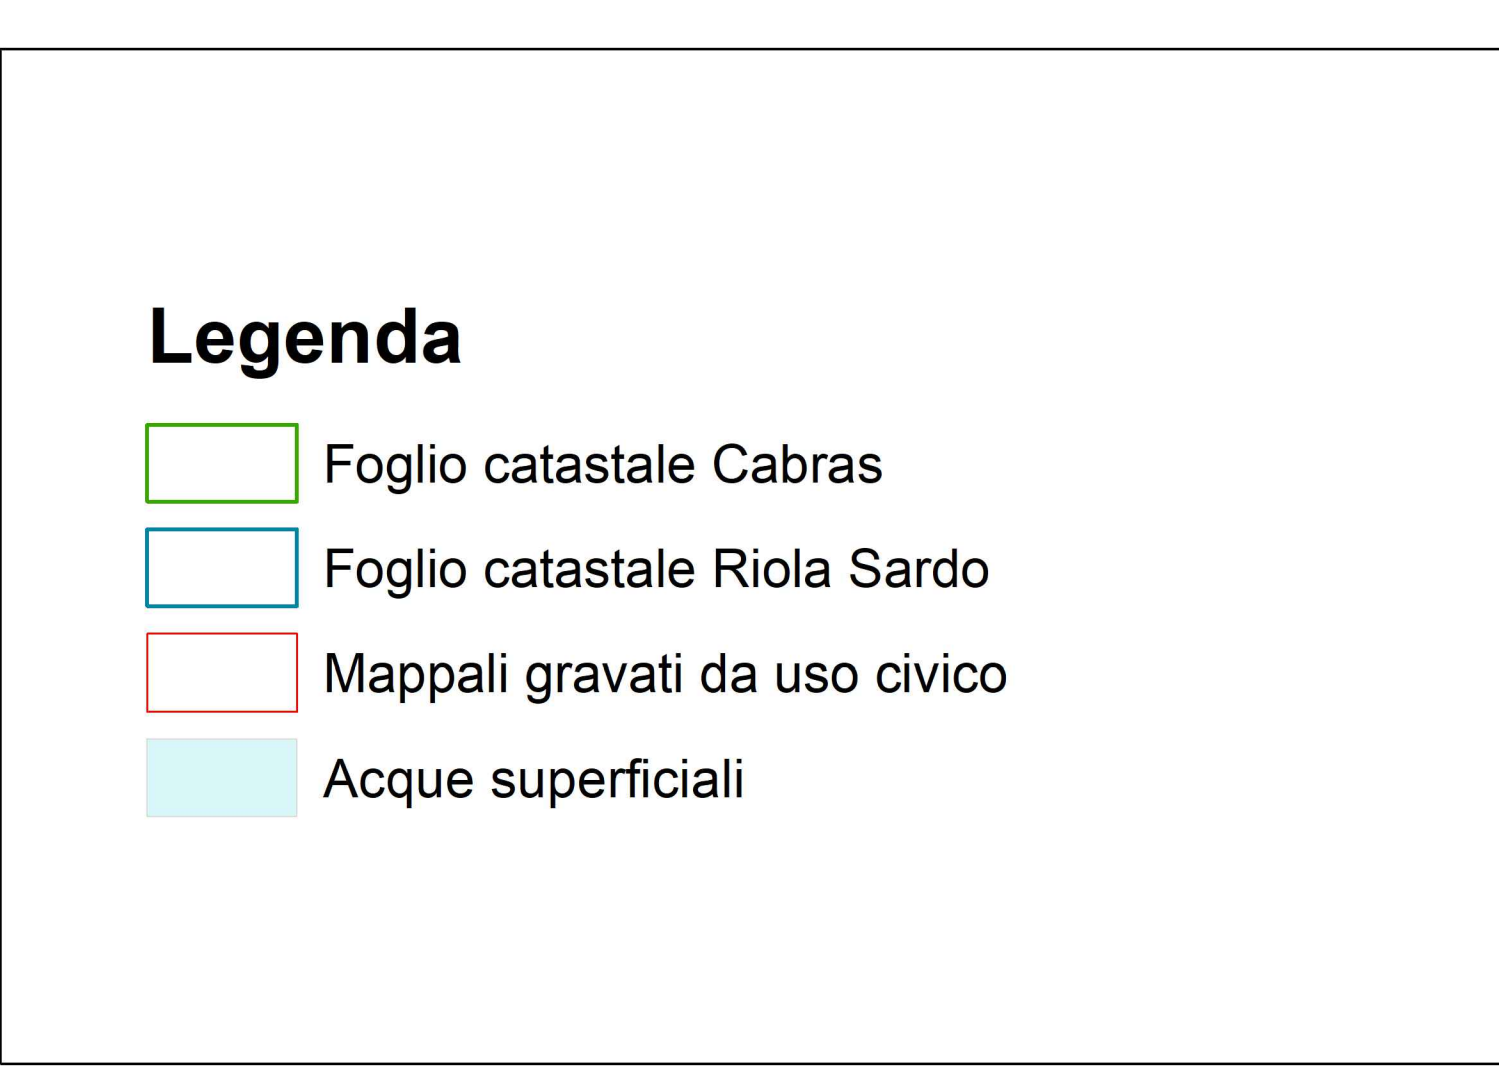 Legenda
Foglio catastale Cabras
Foglio catastale Riola Sardo
Mappali gravati da uso civico
Acque superficiali